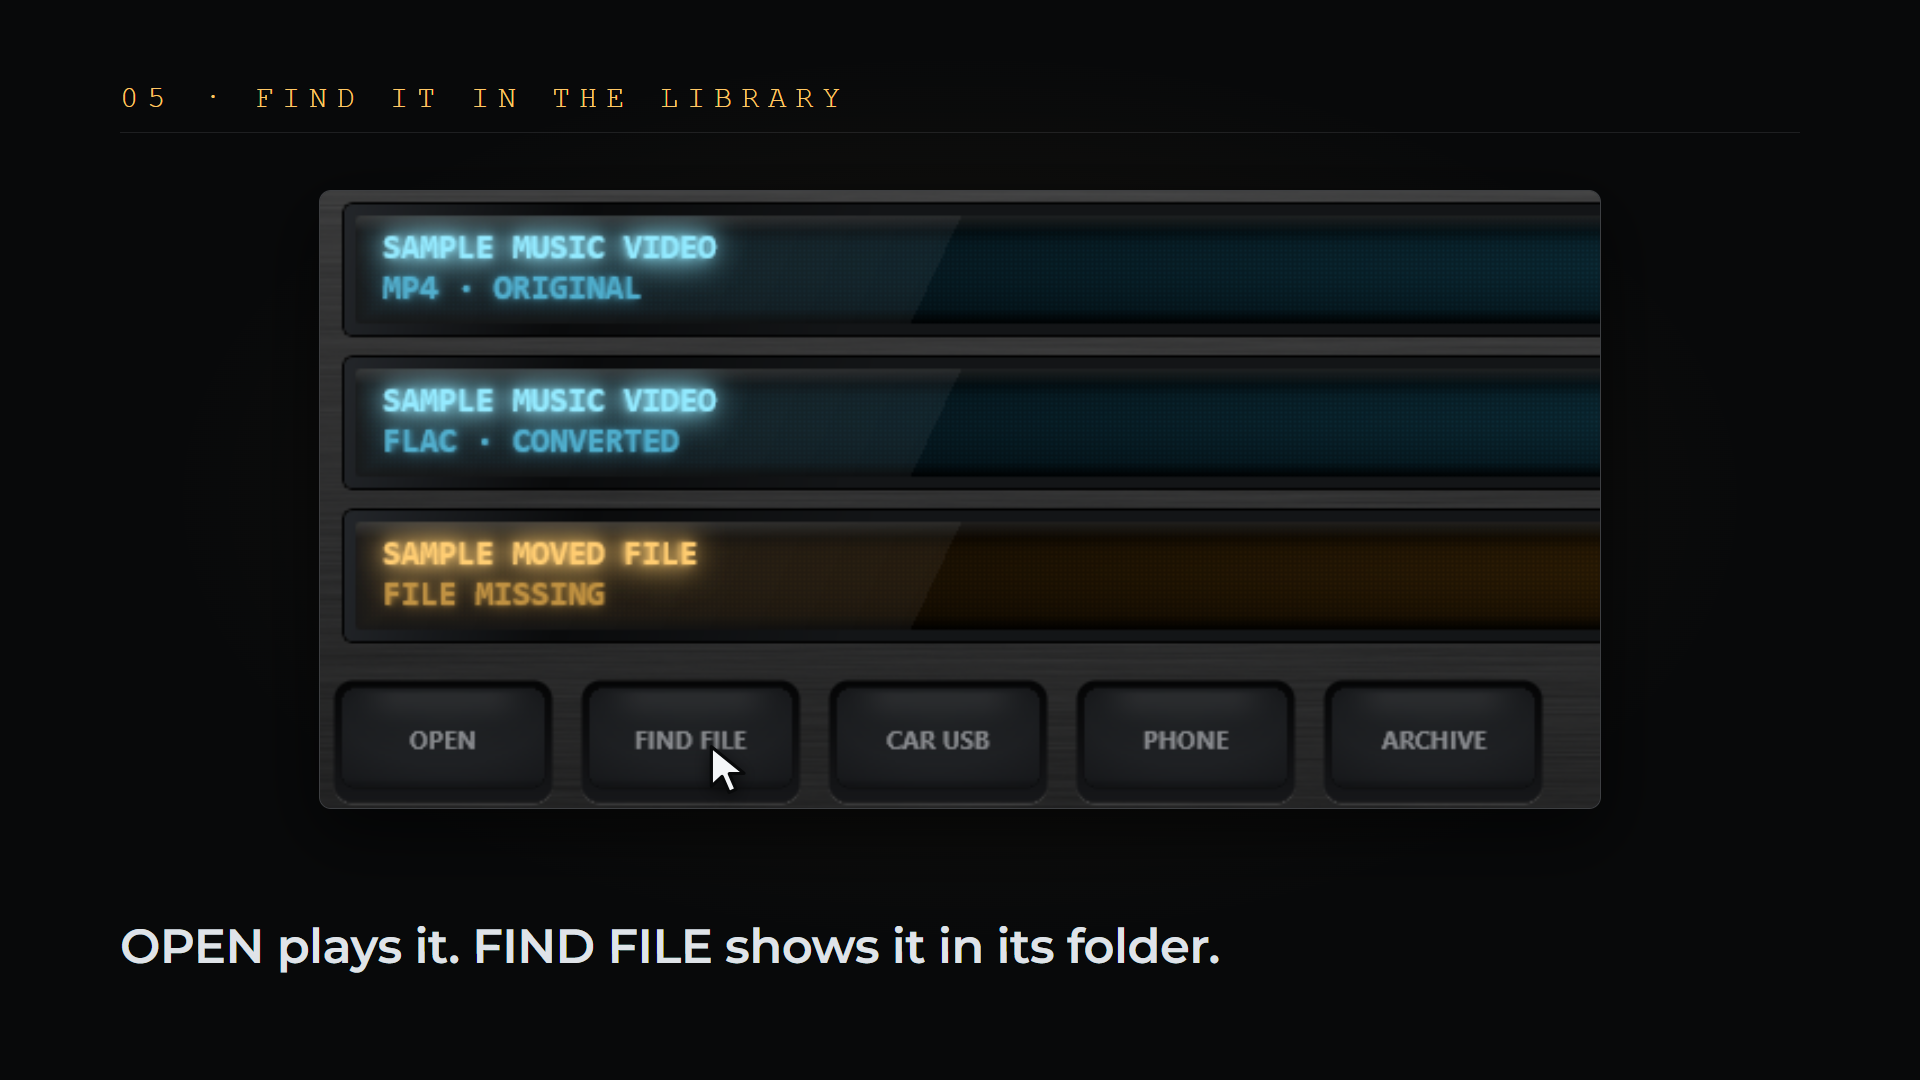 05 · FIND IT IN THE LIBRARY
SAMPLE MUSIC VIDEO
MP4 · ORIGINAL
SAMPLE MUSIC VIDEO
FLAC · CONVERTED
SAMPLE MOVED FILE
FILE MISSING
OPEN FIND FILE CAR USB PHONE ARCHIVE
OPEN plays it. FIND FILE shows it in its folder.